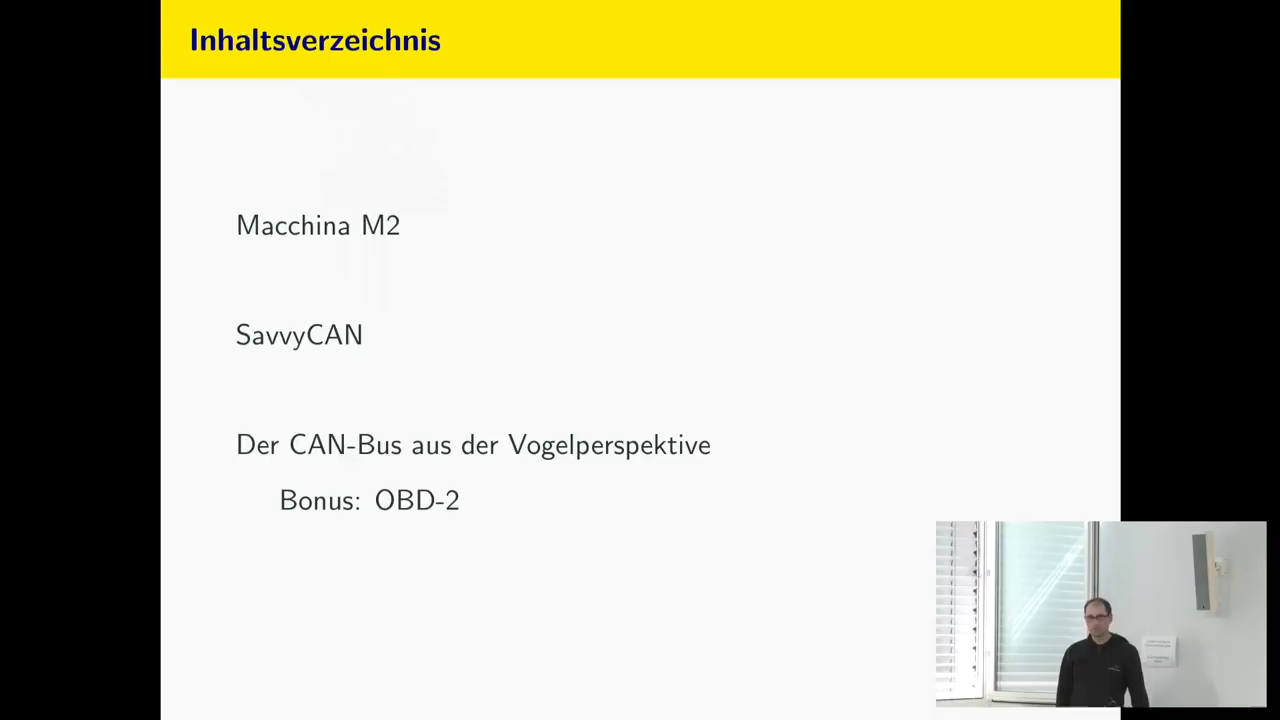 Inhaltsverzeichnis
Macchina M2
SavvyCAN
Der CAN-Bus aus der Vogelperspektive
Bonus: OBD-2